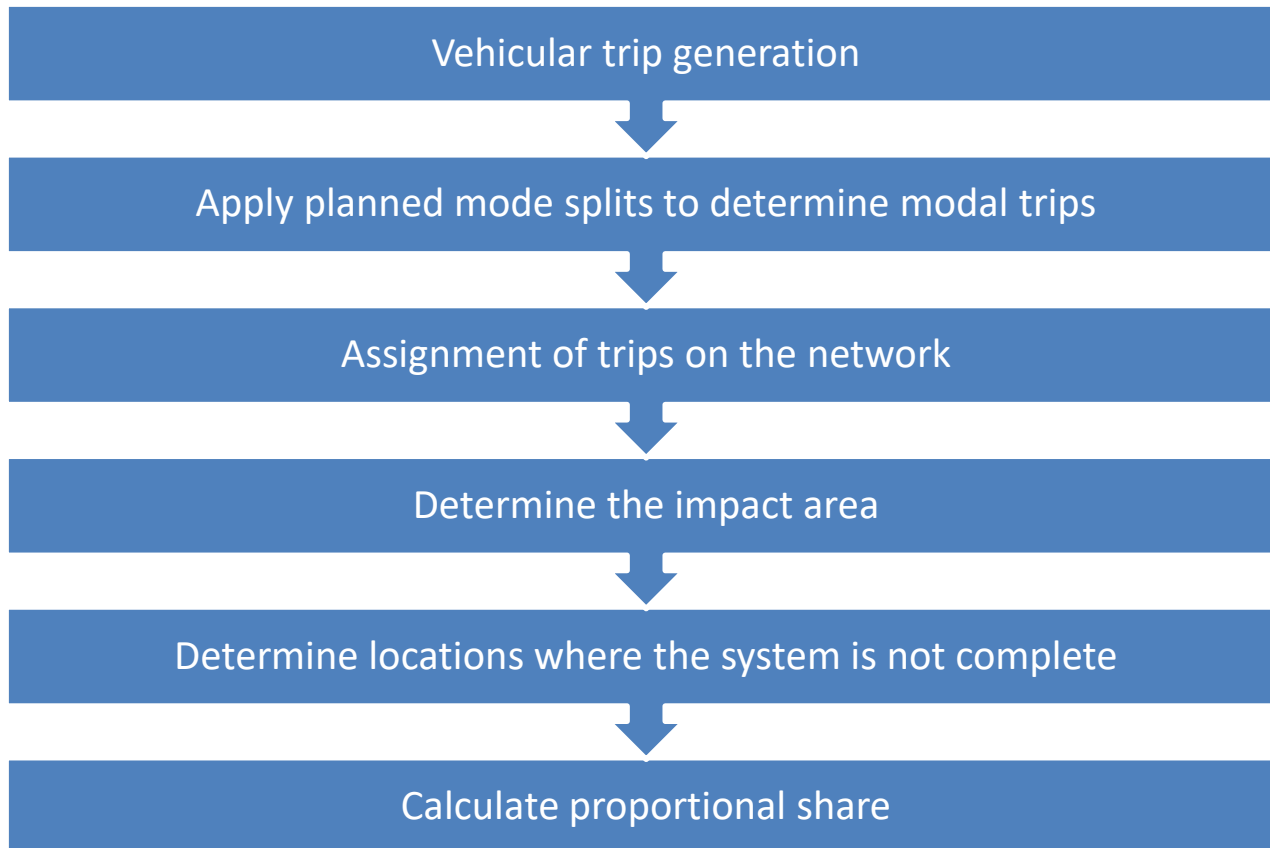 Vehicular trip generation
Apply planned mode splits to determine modal trips
Assignment of trips on the network
Determine the impact area
Determine locations where the system is not complete
Calculate proportional share